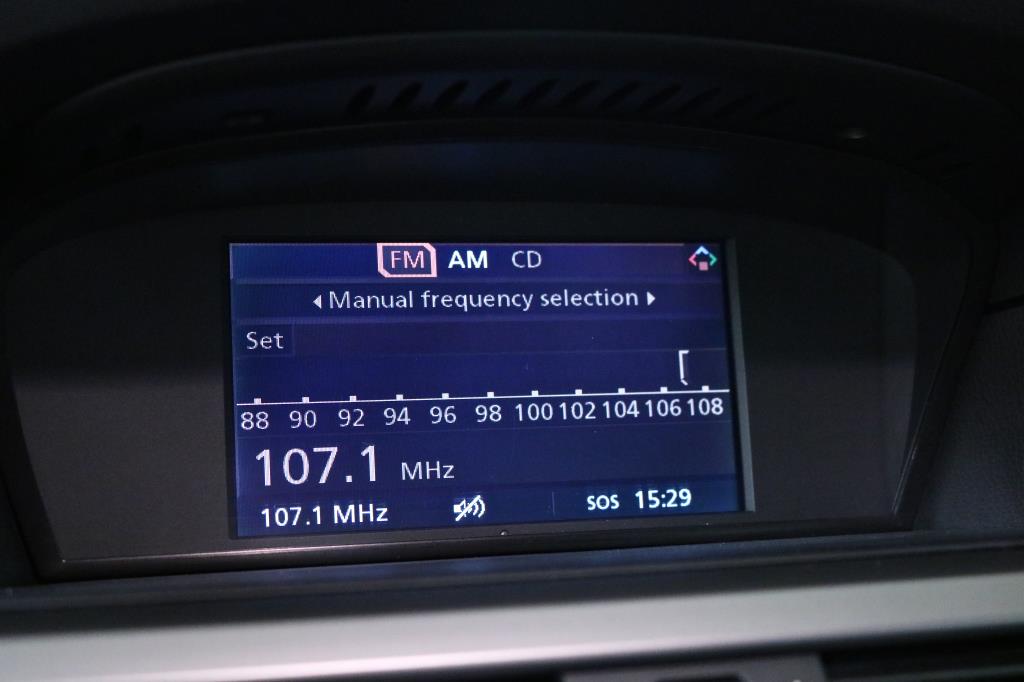 FM AM CD
Manual frequency selection
Set
88 90 92 94 96 98 100 102 104 106 108
107.1 MHz
107.1 MHz SOS 15:29